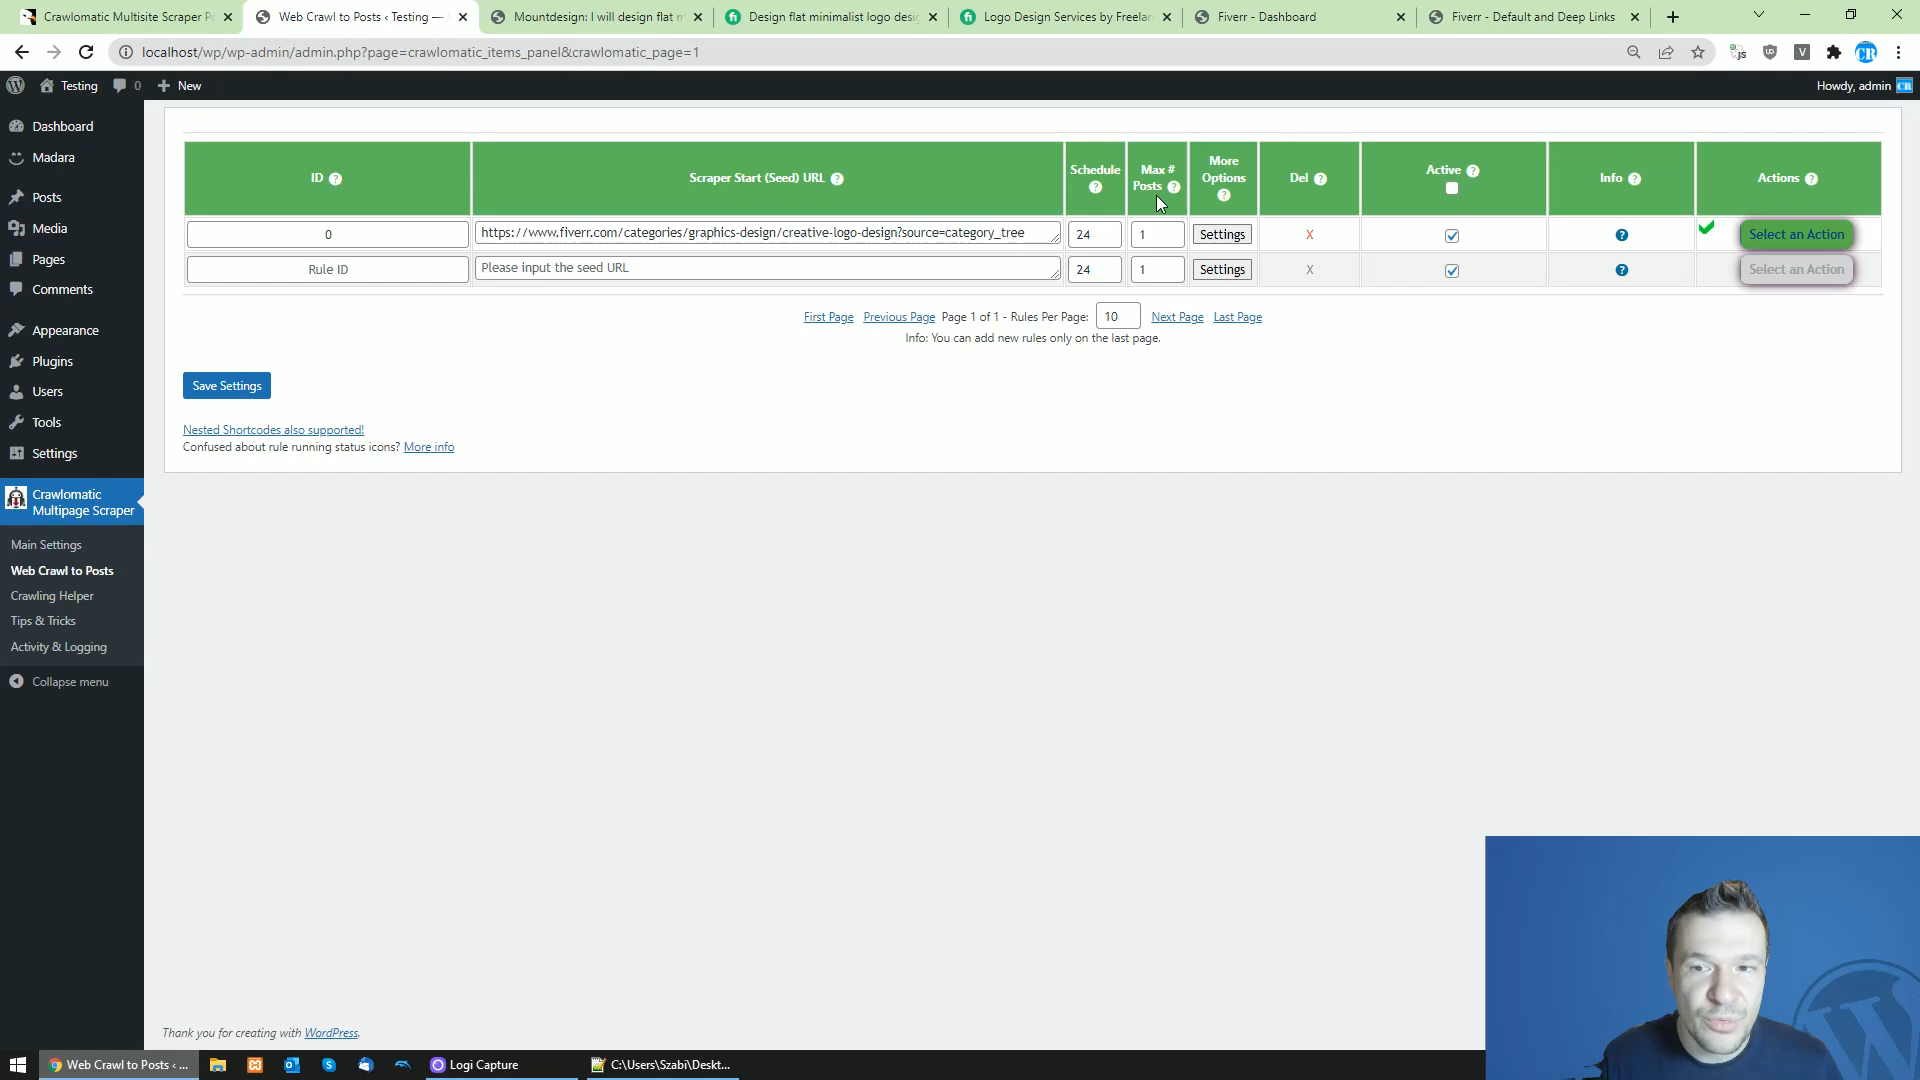 Crawlomatic Multisite Scraper P
Web Crawl to Posts ‹ Testing —
Mountdesign: I will design flat
Design flat minimalist logo desi
Logo Design Services by Freelan
Fiverr - Dashboard
Fiverr - Default and Deep Links
localhost/wp/wp-admin/admin.php?page=crawlomatic_items_panel&crawlomatic_page=1
Testing
0
New
Howdy, admin
Dashboard
Madara
Posts
Media
Pages
Comments
Appearance
Plugins
Users
Tools
Settings
Crawlomatic
Multipage Scraper
Main Settings
Web Crawl to Posts
Crawling Helper
Tips & Tricks
Activity & Logging
Collapse menu
ID
Scraper Start (Seed) URL
Schedule
Max #
Posts
More
Options
Del
Active
Info
Actions
0
https://www.fiverr.com/categories/graphics-design/creative-logo-design?source=category_tree
24
1
Settings
X
Select an Action
Rule ID
Please input the seed URL
24
1
Settings
X
Select an Action
First Page Previous Page Page 1 of 1 - Rules Per Page: 10 Next Page Last Page
Info: You can add new rules only on the last page.
Save Settings
Nested Shortcodes also supported!
Confused about rule running status icons? More info
Thank you for creating with WordPress.
Web Crawl to Posts ‹ ...
Logi Capture
C:\Users\Szabi\Deskt...